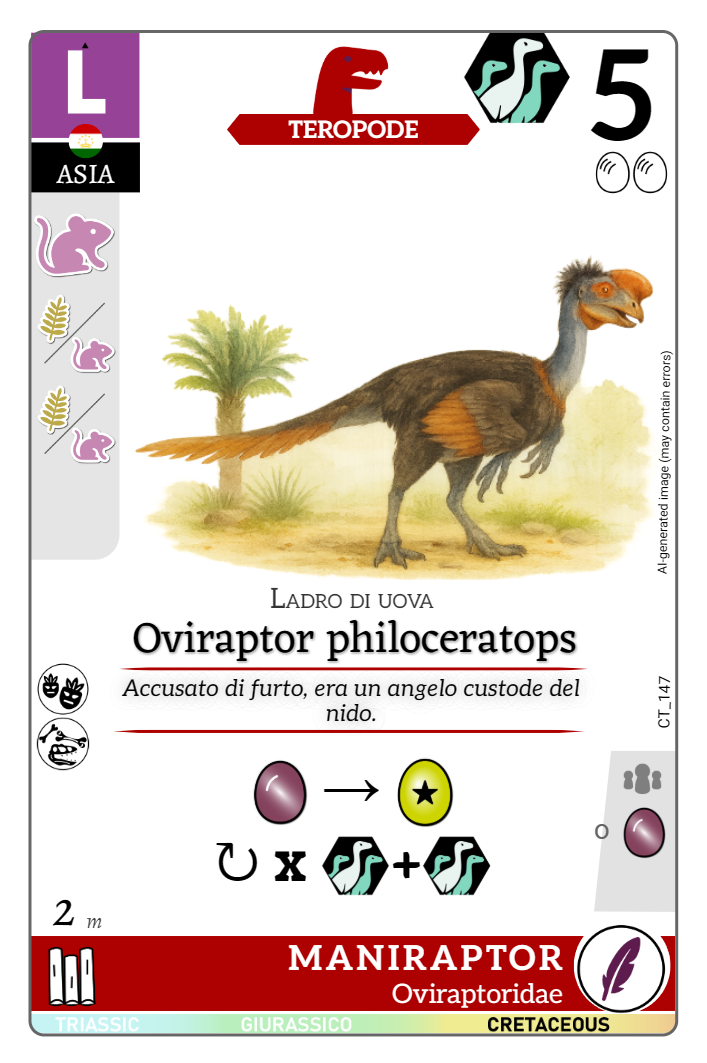 L
ASIA
TEROPODE
5
AI-generated image (may contain errors)
LADRO DI UOVA
Oviraptor philoceratops
Accusato di furto, era un angelo custode del
nido.
CT_147
x
+
o
2 m
MANIRAPTOR
Oviraptoridae
TRIASSIC
GIURASSICO
CRETACEOUS